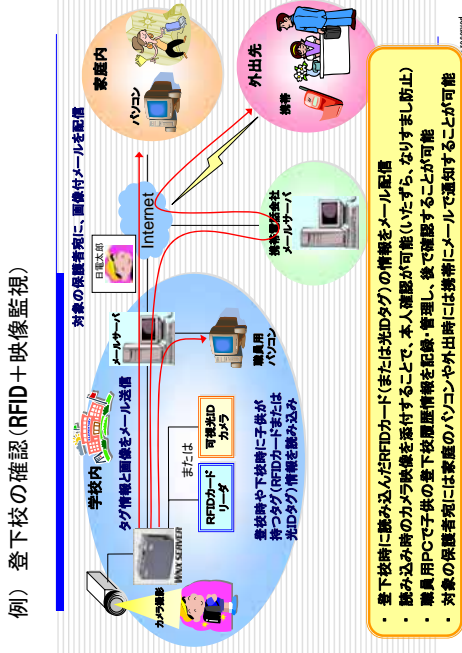 例） 登下校の確認（RFID＋映像監視）
対象の保護者宛に、画像付メールを配信
学校内
タグ情報と画像をメール送信
メールサーバ
日電太郎
Internet
家庭内
パソコン
外出先
携帯
携帯電話会社
メールサーバ
職員用
パソコン
カメラ撮影
WNX SERVER
RFIDカード
リーダ
または
可視光ID
カメラ
登校時や下校時に子供が
持つタグ（RFIDカードまたは
光IDタグ）情報を読み込み
・ 登下校時に読み込んだRFIDカード（または光IDタグ）の情報をメール配信
・ 読み込み時のカメラ映像を添付することで、本人確認が可能（いたずら、なりすまし防止）
・ 職員用PCで子供の登下校履歴情報を記録・管理し、後で確認することが可能
・ 対象の保護者宛には家庭のパソコンや外出時には携帯にメールで通知することが可能
reserved